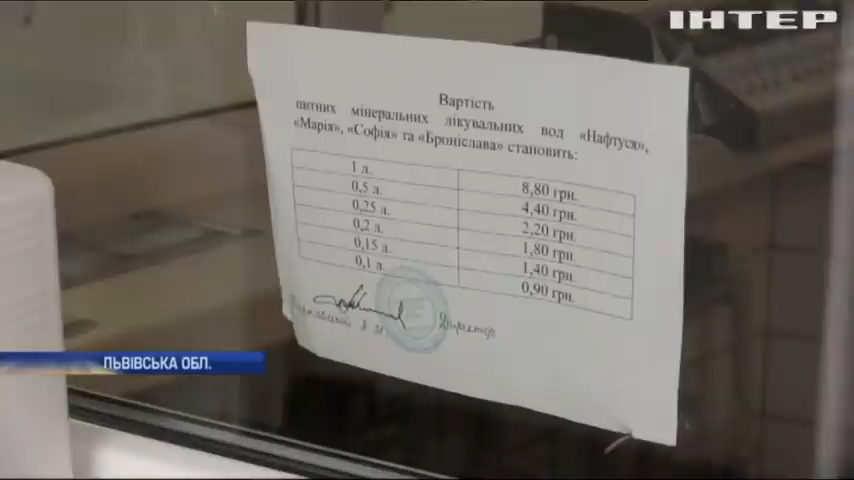 ІНТЕР
Вартість
питних мінеральних лікувальних вод «Нафтуся»,
«Марія», «Софія» та «Броніслава» становить:
1 л. 8,80 грн.
0,5 л. 4,40 грн.
0,25 л. 2,20 грн.
0,2 л. 1,80 грн.
0,15 л. 1,40 грн.
0,1 л. 0,90 грн.
Директор
ЛЬВІВСЬКА ОБЛ.